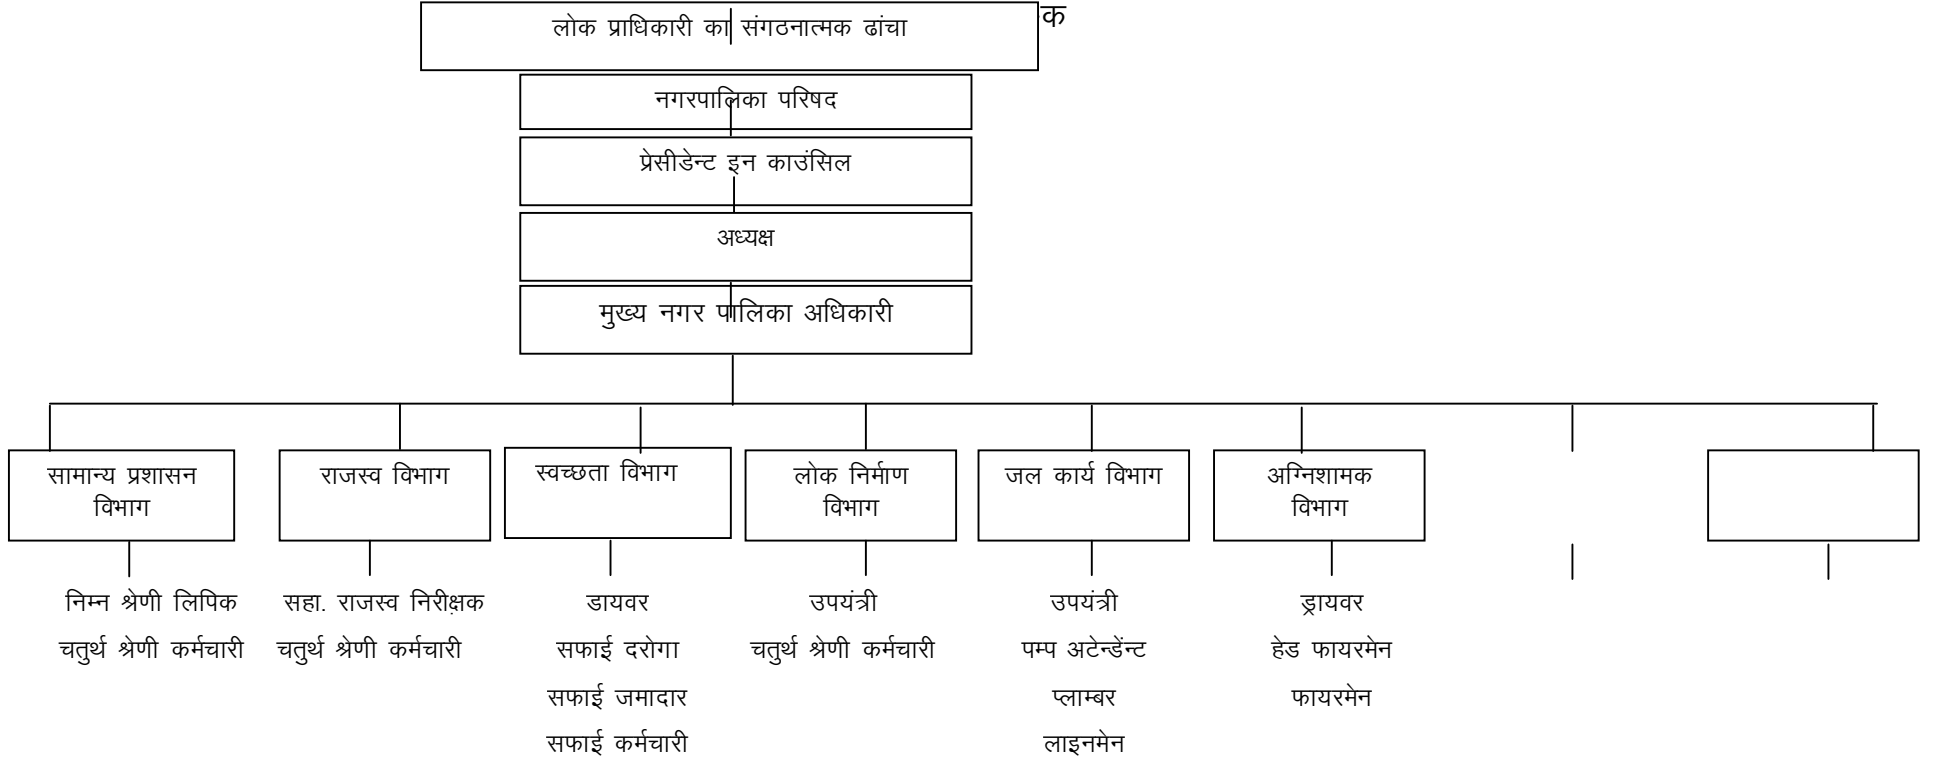 क
लोक प्राधिकारी का संगठनात्मक ढांचा
नगरपालिका परिषद
प्रेसीडेन्ट इन काउंसिल
अध्यक्ष
मुख्य नगर पालिका अधिकारी
सामान्य प्रशासन
विभाग
राजस्व विभाग
स्वच्छता विभाग
लोक निर्माण
विभाग
जल कार्य विभाग
अग्निशामक
विभाग
निम्न श्रेणी लिपिक
चतुर्थ श्रेणी कर्मचारी
सहा. राजस्व निरीक्षक
चतुर्थ श्रेणी कर्मचारी
डायवर
सफाई दरोगा
सफाई जमादार
सफाई कर्मचारी
उपयंत्री
चतुर्थ श्रेणी कर्मचारी
उपयंत्री
पम्प अटेन्डेंन्ट
प्लाम्बर
लाइनमेन
ड्रायवर
हेड फायरमेन
फायरमेन